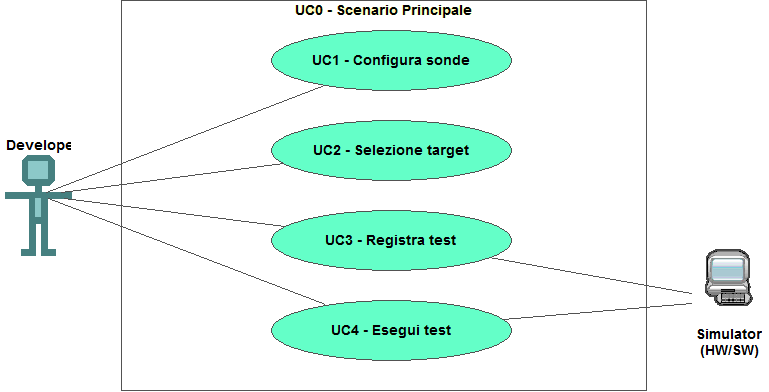 UC0 - Scenario Principale
UC1 - Configura sonde
Develope
UC2 - Selezione target
UC3 - Registra test
UC4 - Esegui test
Simulator
(HW/SW)